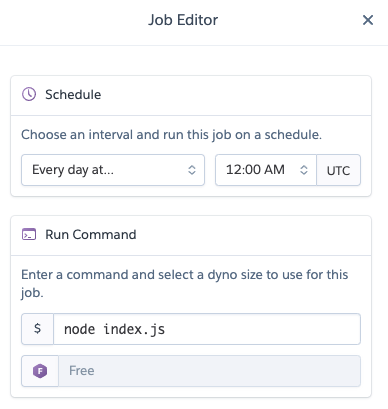 Job Editor
Schedule
Choose an interval and run this job on a schedule.
Every day at...
12:00 AM
UTC
Run Command
Enter a command and select a dyno size to use for this
job.
$ node index.js
F Free